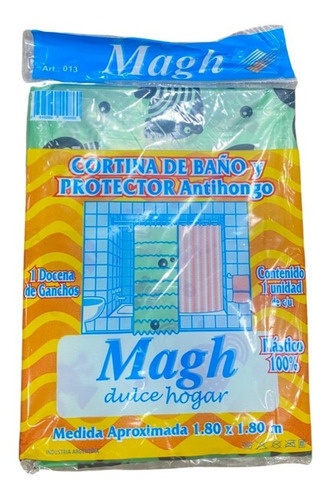 Art.: 013
Magh
CORTINA DE BAÑO y
PROTECTOR Antihongo
1 Docena
de Ganchos
Contenido
1 unidad
de c/u
Plástico
100%
Magh
dulce hogar
Medida Aproximada 1.80 x 1.80 m
INDUSTRIA ARGENTINA